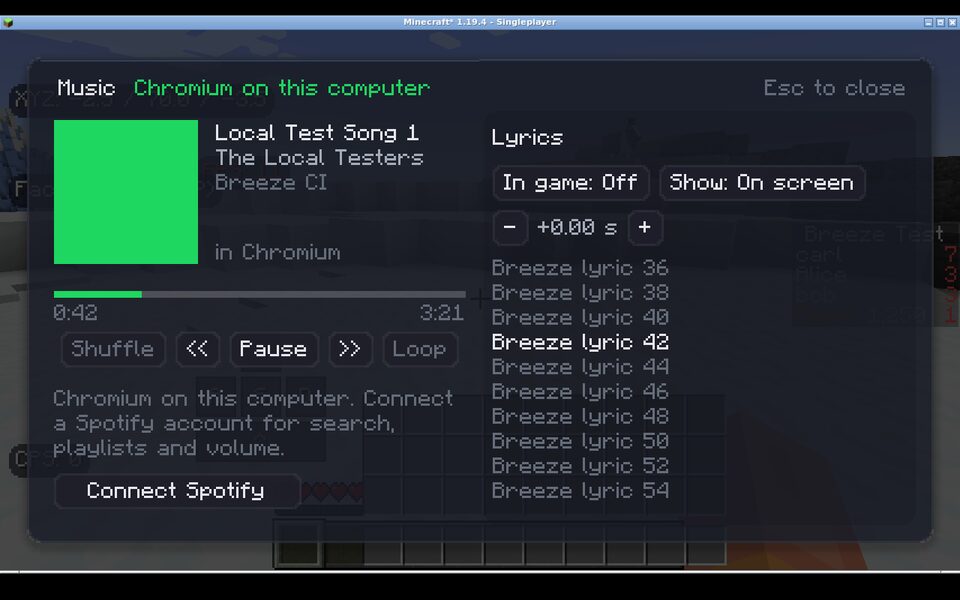 Minecraft* 1.19.4 - Singleplayer
Music Chromium on this computer
Esc to close
Local Test Song 1
The Local Testers
Breeze CI
in Chromium
0:42 3:21
Shuffle << Pause >> Loop
Chromium on this computer. Connect
a Spotify account for search,
playlists and volume.
Connect Spotify
Lyrics
In game: Off Show: On screen
- +0.00 s +
Breeze lyric 36
Breeze lyric 38
Breeze lyric 40
Breeze lyric 42
Breeze lyric 44
Breeze lyric 46
Breeze lyric 48
Breeze lyric 50
Breeze lyric 52
Breeze lyric 54
Breeze Test
carl 7
Alice 3
bob